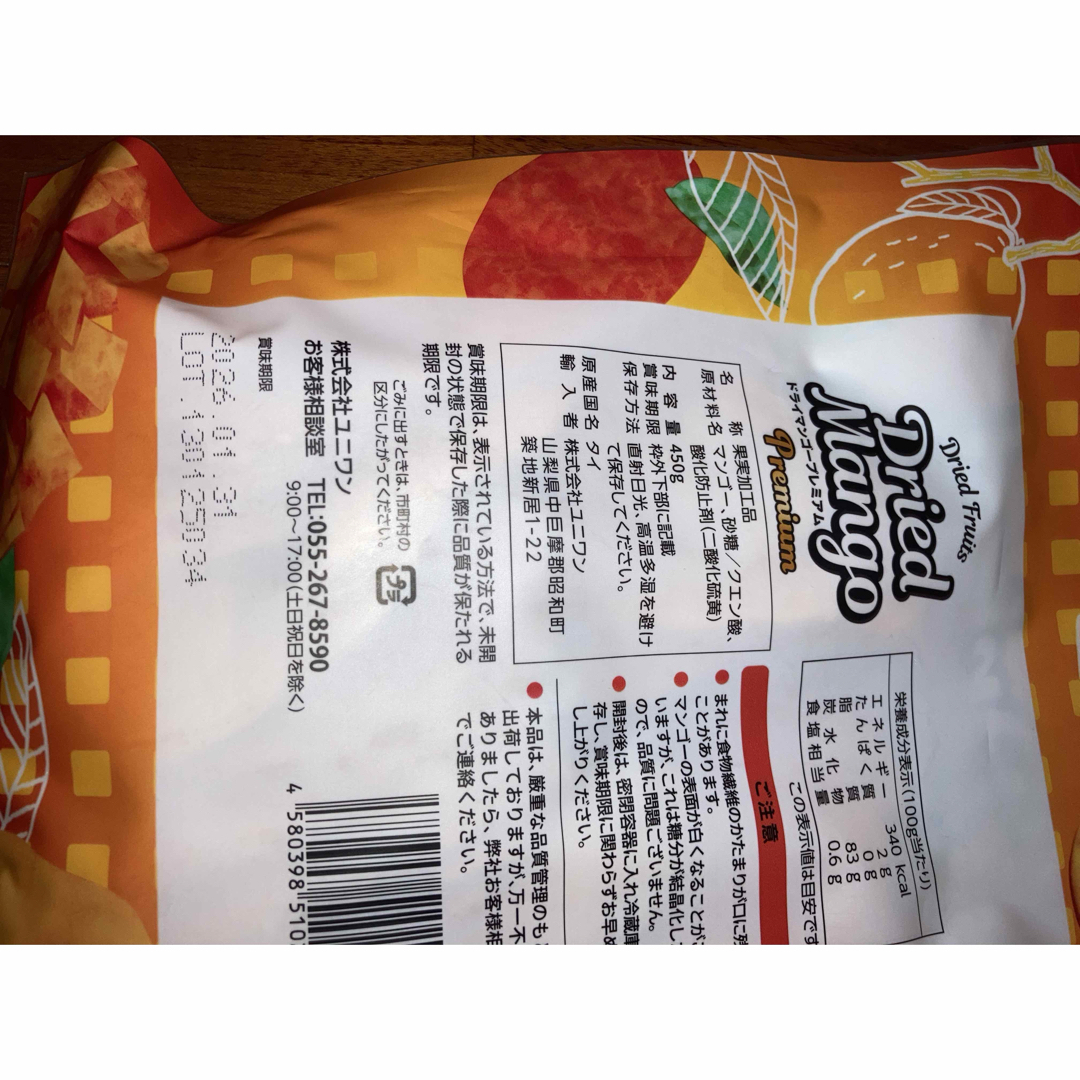 Dried Fruits
Dried
Mango
Premium
ドライマンゴープレミアム
名称 果実加工品
原材料名 マンゴー、砂糖/クエン酸、
酸化防止剤(二酸化硫黄)
内容量 450g
賞味期限 枠外下部に記載
保存方法 直射日光、高温多湿を避け
て保存してください。
原産国名 タイ
輸入者 株式会社ユニワン
山梨県中巨摩郡昭和町
築地新居1-22
賞味期限は、表示されている方法で、未開
封の状態で保存した際に品質が保たれる
期限です。
ごみに出すときは、市町村の
区分にしたがってください。
プラ
株式会社ユニワン
お客様相談室 TEL:055-267-8590
9:00~17:00(土日祝日を除く)
賞味期限
2026.01.31
LOT.130125034
栄養成分表示(100g当たり)
エネルギー 340 kcal
たんぱく質 2g
脂質 0g
炭水化物 83g
食塩相当量 0.6g
この表示値は目安です
ご注意
まれに食物繊維のかたまりが口に残
ことがあります。
マンゴーの表面が白くなることが
いますが、これは糖分が結晶化し
ので、品質に問題ございません。
開封後は、密閉容器に入れ冷蔵庫
存し、賞味期限に関わらずお早め
し上がりください。
本品は、厳重な品質管理のも
出荷しておりますが、万一不
ありましたら、弊社お客様相
でご連絡ください。
4 580398 510